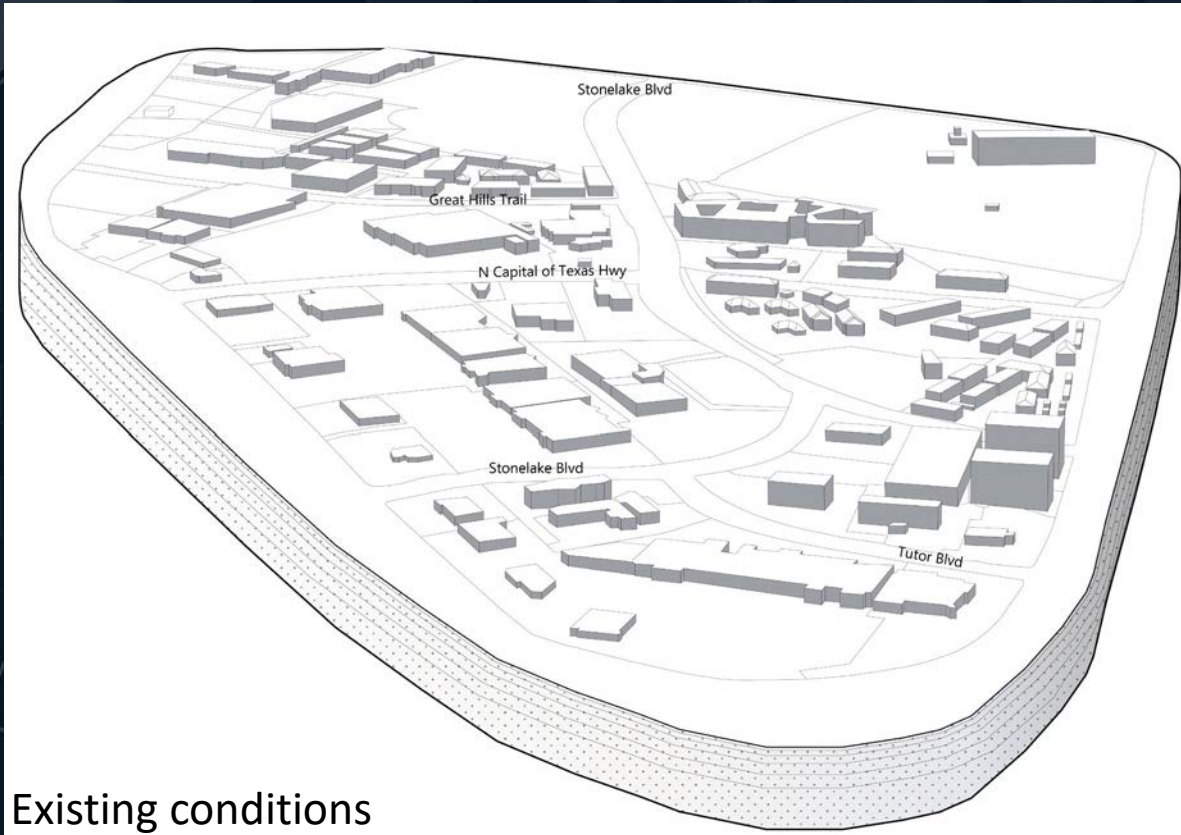 Stonelake Blvd
Great Hills Trail
N Capital of Texas Hwy
Stonelake Blvd
Tutor Blvd
Existing conditions